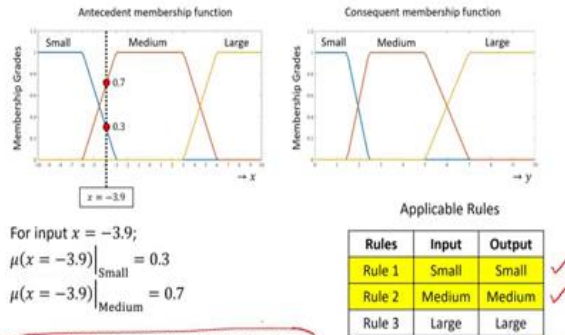 Antecedent membership function
Small
Medium
Large
0.7
0.3
Membership Grades
→ x
x = −3.9
Consequent membership function
Small
Medium
Large
Membership Grades
→ y
For input x = −3.9;
μ(x = −3.9)|Small = 0.3
μ(x = −3.9)|Medium = 0.7
Applicable Rules
Rules Input Output
Rule 1 Small Small
Rule 2 Medium Medium
Rule 3 Large Large